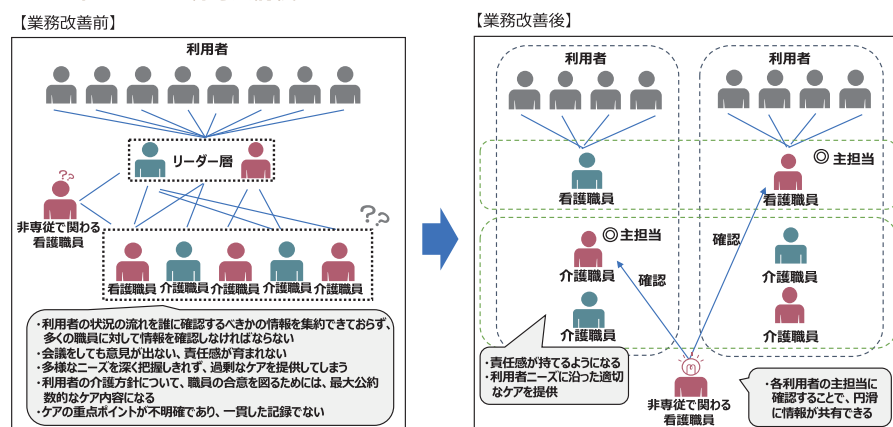 【業務改善前】
利用者
リーダー層
??
非専従で関わる
看護職員
??
看護職員 介護職員 介護職員 介護職員 介護職員
・利用者の状況の流れを誰に確認するべきかの情報を集約できておらず、
多くの職員に対して情報を確認しなければならない
・会議をしても意見が出ない、責任感が育まれない
・多様なニーズを深く把握しきれず、過剰なケアを提供してしまう
・利用者の介護方針について、職員の合意を図るためには、最大公約
数的なケア内容になる
・ケアの重点ポイントが不明確であり、一貫した記録でない
【業務改善後】
利用者
利用者
看護職員
◎主担当
看護職員
◎主担当
介護職員
介護職員
確認
確認
介護職員
介護職員
・責任感が持てるようになる
・利用者ニーズに沿った適切
なケアを提供
非専従で関わる
看護職員
・各利用者の主担当に
確認することで、円滑
に情報が共有できる